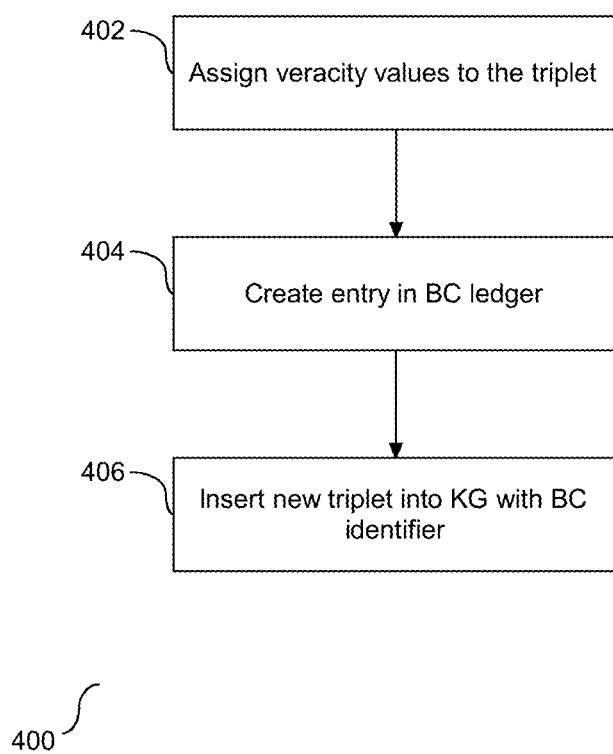 402
Assign veracity values to the triplet
404
Create entry in BC ledger
406
Insert new triplet into KG with BC
identifier
400